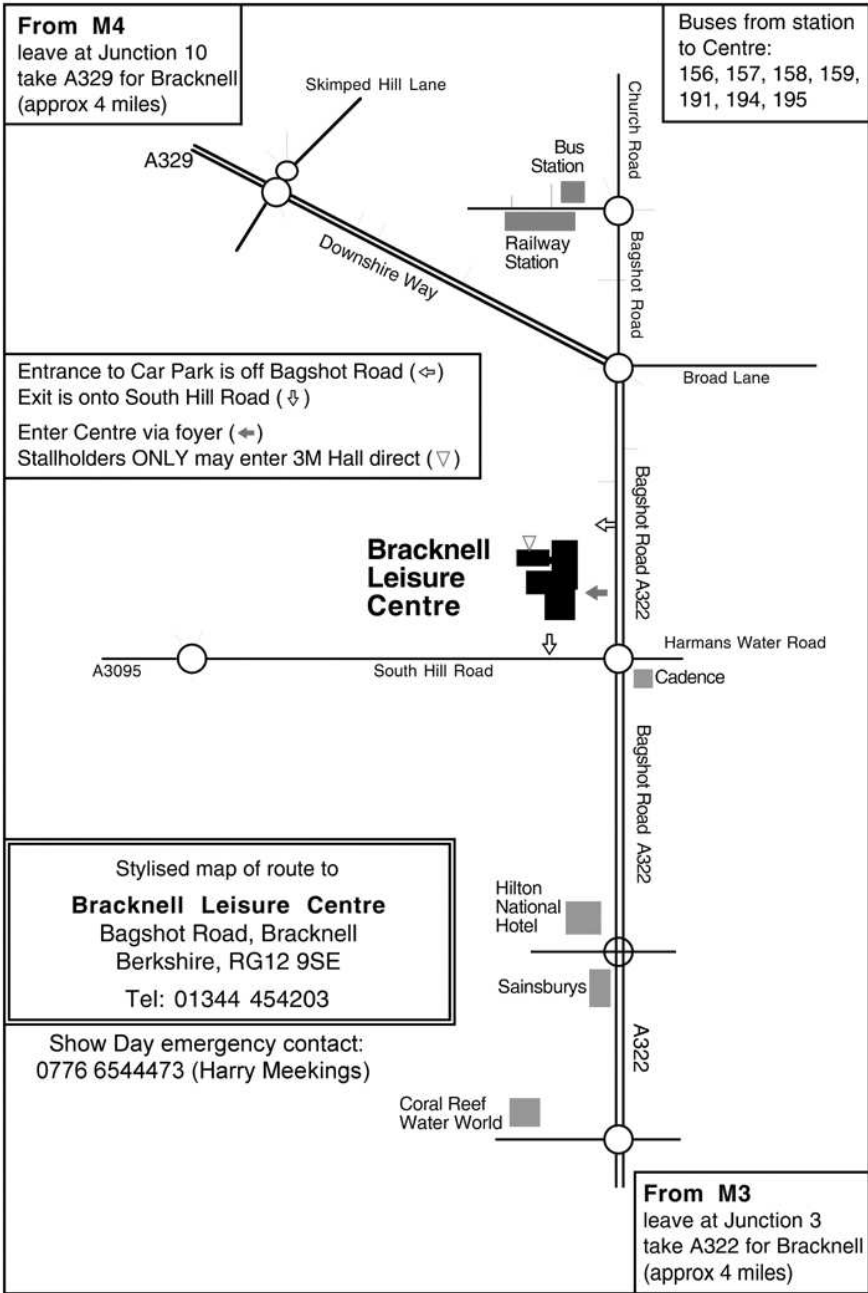 From M4
leave at Junction 10
take A329 for Bracknell
(approx 4 miles)
Buses from station
to Centre:
156, 157, 158, 159,
191, 194, 195
Skimped Hill Lane
Church Road
A329
Bus
Station
Railway
Station
Bagshot Road
Downshire Way
Entrance to Car Park is off Bagshot Road (⇦)
Exit is onto South Hill Road (⇩)
Enter Centre via foyer (←)
Stallholders ONLY may enter 3M Hall direct (▽)
Broad Lane
Bagshot Road A322
Bracknell
Leisure
Centre
Harmans Water Road
A3095
South Hill Road
Cadence
Bagshot Road A322
Stylised map of route to
Bracknell Leisure Centre
Bagshot Road, Bracknell
Berkshire, RG12 9SE
Tel: 01344 454203
Hilton
National
Hotel
Sainsburys
Show Day emergency contact:
0776 6544473 (Harry Meekings)
A322
Coral Reef
Water World
From M3
leave at Junction 3
take A322 for Bracknell
(approx 4 miles)